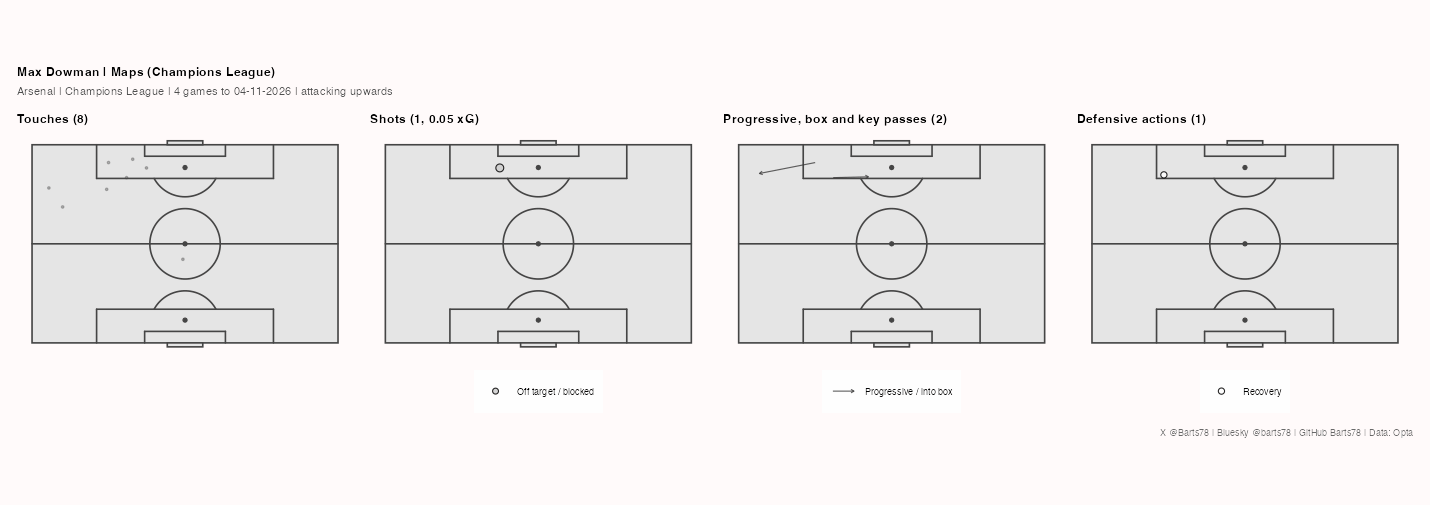 Max Dowman | Maps (Champions League)
Arsenal | Champions League | 4 games to 04-11-2026 | attacking upwards
Touches (8)
Shots (1, 0.05 xG)
Progressive, box and key passes (2)
Defensive actions (1)
Off target / blocked
Progressive / into box
Recovery
X @Barts78 | Bluesky @barts78 | GitHub Barts78 | Data: Opta